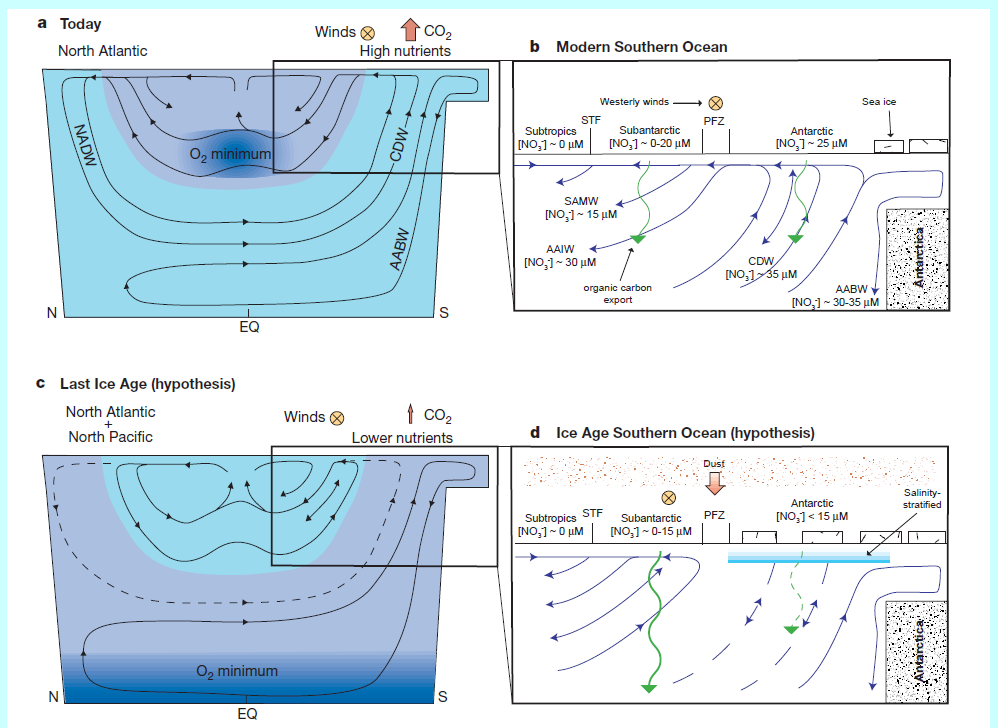 a Today
North Atlantic
Winds
CO₂
High nutrients
NADW
O₂ minimum
CDW
AABW
N
S
EQ
b Modern Southern Ocean
Westerly winds
Sea ice
STF
PFZ
Subtropics
[NO₃⁻] ~ 0 µM
Subantarctic
[NO₃⁻] ~ 0-20 µM
Antarctic
[NO₃⁻] ~ 25 µM
SAMW
[NO₃⁻] ~ 15 µM
AAIW
[NO₃⁻] ~ 30 µM
organic carbon
export
CDW
[NO₃⁻] ~ 35 µM
AABW
[NO₃⁻] ~ 30-35 µM
Antarctica
c Last Ice Age (hypothesis)
North Atlantic
+
North Pacific
Winds
CO₂
Lower nutrients
O₂ minimum
N
S
EQ
d Ice Age Southern Ocean (hypothesis)
Dust
Salinity-
stratified
STF
PFZ
Subtropics
[NO₃⁻] ~ 0 µM
Subantarctic
[NO₃⁻] ~ 0-15 µM
Antarctic
[NO₃⁻] < 15 µM
Antarctica